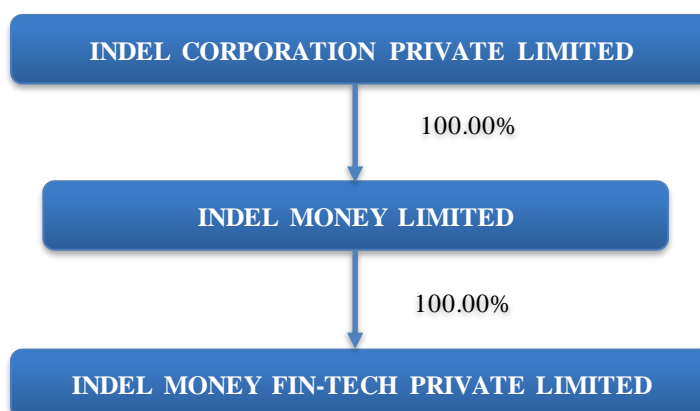 INDEL CORPORATION PRIVATE LIMITED
100.00%
INDEL MONEY LIMITED
100.00%
INDEL MONEY FIN-TECH PRIVATE LIMITED